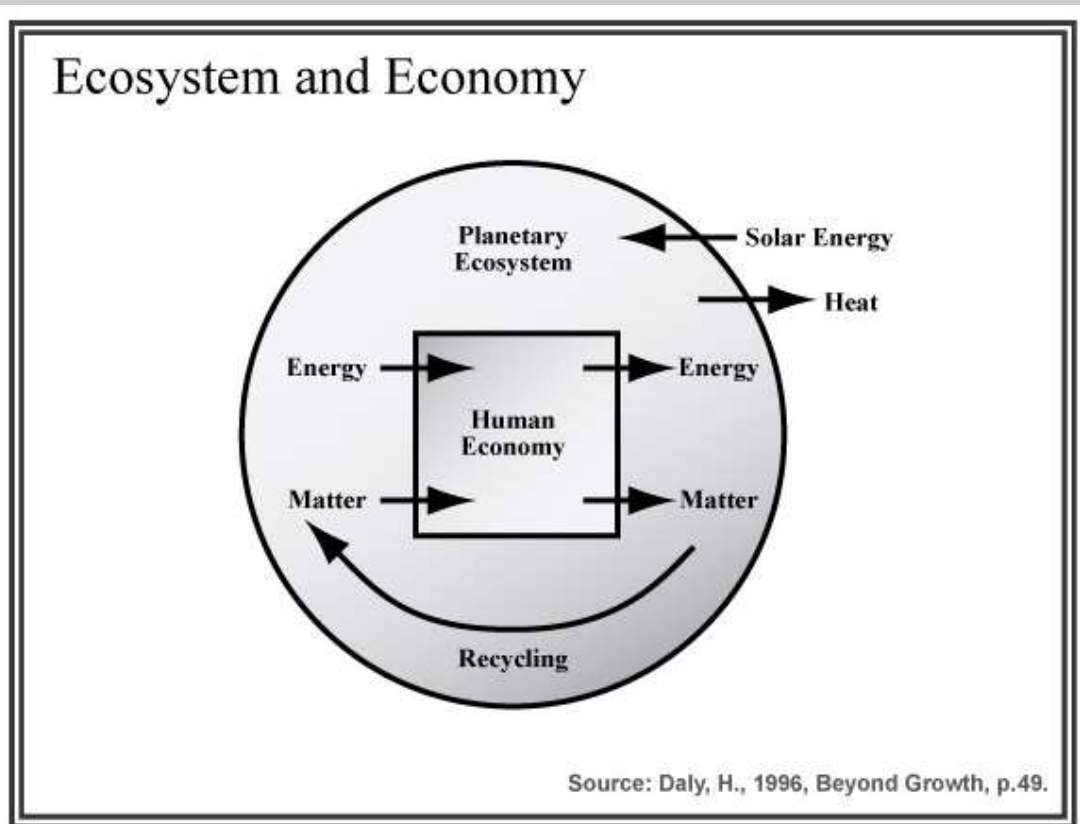 Ecosystem and Economy
Planetary
Ecosystem
Solar Energy
Heat
Energy
Energy
Human
Economy
Matter
Matter
Recycling
Source: Daly, H., 1996, Beyond Growth, p.49.